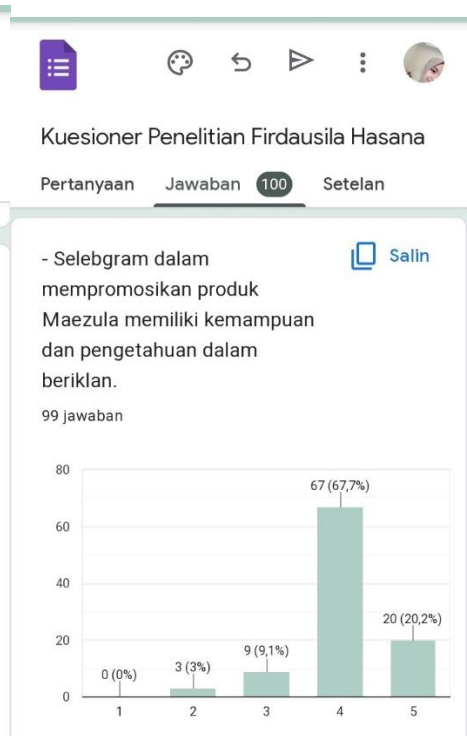 Kuesioner Penelitian Firdausila Hasana
Pertanyaan Jawaban 100 Setelan
- Selebgram dalam
mempromosikan produk
Maezula memiliki kemampuan
dan pengetahuan dalam
beriklan.
Salin
99 jawaban
80
60
40
20
0
0 (0%)
3 (3%)
9 (9,1%)
67 (67,7%)
20 (20,2%)
1 2 3 4 5